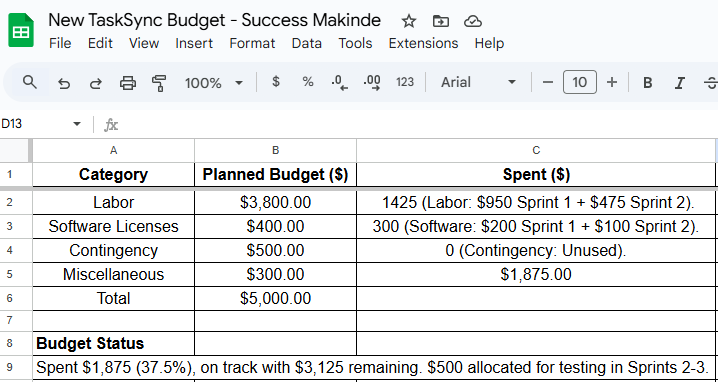 New TaskSync Budget - Success Makinde
File Edit View Insert Format Data Tools Extensions Help
100% $ % .0 .00 123 Arial 10 B I S
D13 fx
A B C
1 Category Planned Budget ($) Spent ($)
2 Labor $3,800.00 1425 (Labor: $950 Sprint 1 + $475 Sprint 2).
3 Software Licenses $400.00 300 (Software: $200 Sprint 1 + $100 Sprint 2).
4 Contingency $500.00 0 (Contingency: Unused).
5 Miscellaneous $300.00 $1,875.00
6 Total $5,000.00
7
8 Budget Status
9 Spent $1,875 (37.5%), on track with $3,125 remaining. $500 allocated for testing in Sprints 2-3.